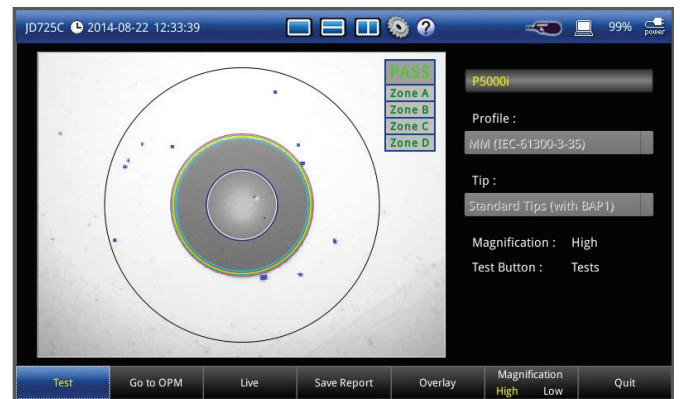 JD725C 2014-08-22 12:33:39
99%
power
PASS
Zone A
Zone B
Zone C
Zone D
P5000i
Profile :
MM (IEC-61300-3-35)
Tip :
Standard Tips (with BAP1)
Magnification : High
Test Button : Tests
Test
Go to OPM
Live
Save Report
Overlay
Magnification
High Low
Quit